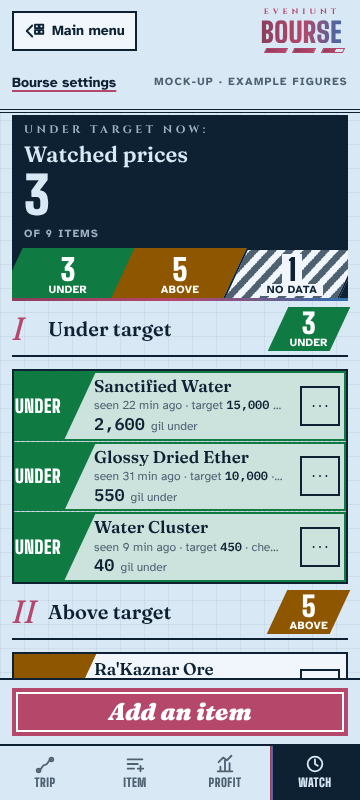 Main menu
EVENIUNT
BOURSE
Bourse settings
MOCK-UP · EXAMPLE FIGURES
UNDER TARGET NOW:
Watched prices
3
OF 9 ITEMS
3
UNDER
5
ABOVE
1
NO DATA
I
Under target
3
UNDER
UNDER
Sanctified Water
seen 22 min ago · target 15,000 ...
2,600 gil under
...
UNDER
Glossy Dried Ether
seen 31 min ago · target 10,000 ·...
550 gil under
...
UNDER
Water Cluster
seen 9 min ago · target 450 · che...
40 gil under
...
II
Above target
5
ABOVE
Ra'Kaznar Ore
Add an item
TRIP
ITEM
PROFIT
WATCH